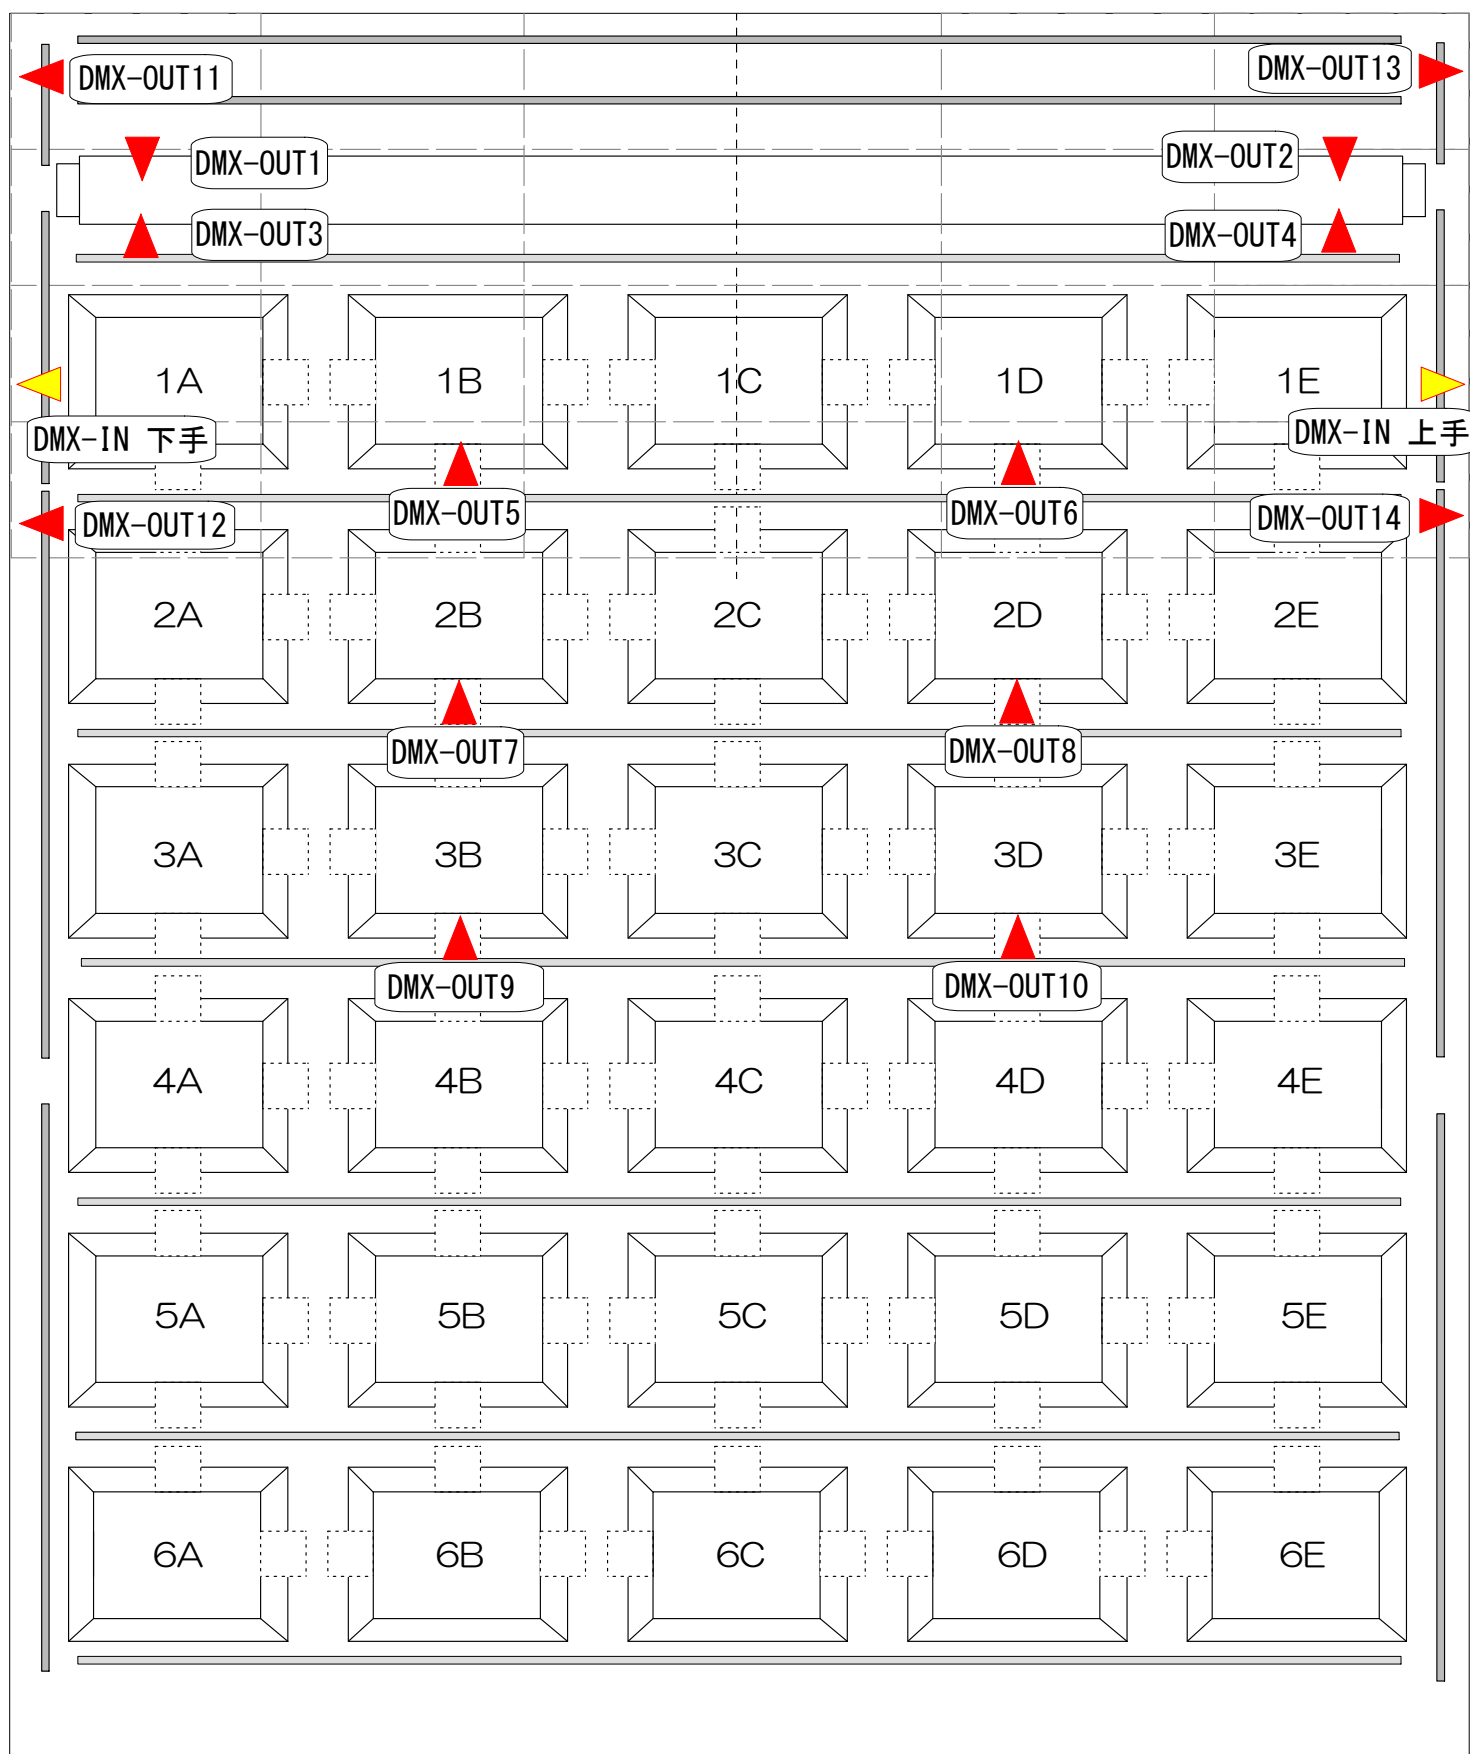 DMX-OUT11
DMX-OUT13
DMX-OUT1
DMX-OUT2
DMX-OUT3
DMX-OUT4
1A
1B
1C
1D
1E
DMX-IN 下手
DMX-IN 上手
DMX-OUT12
DMX-OUT5
DMX-OUT6
DMX-OUT14
2A
2B
2C
2D
2E
DMX-OUT7
DMX-OUT8
3A
3B
3C
3D
3E
DMX-OUT9
DMX-OUT10
4A
4B
4C
4D
4E
5A
5B
5C
5D
5E
6A
6B
6C
6D
6E